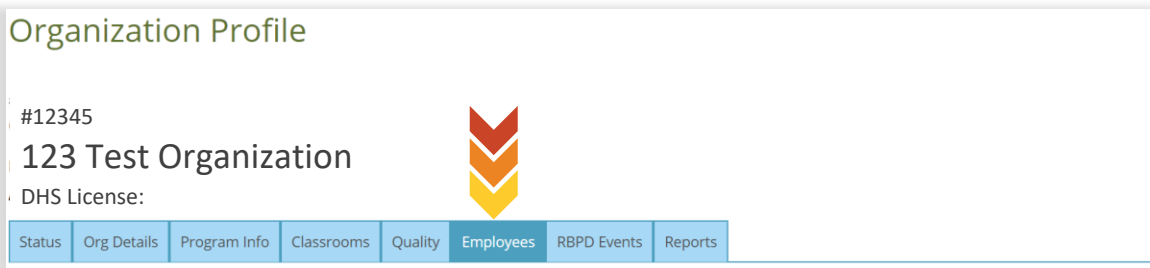 Organization Profile
#12345
123 Test Organization
DHS License:
Status Org Details Program Info Classrooms Quality Employees RBPD Events Reports